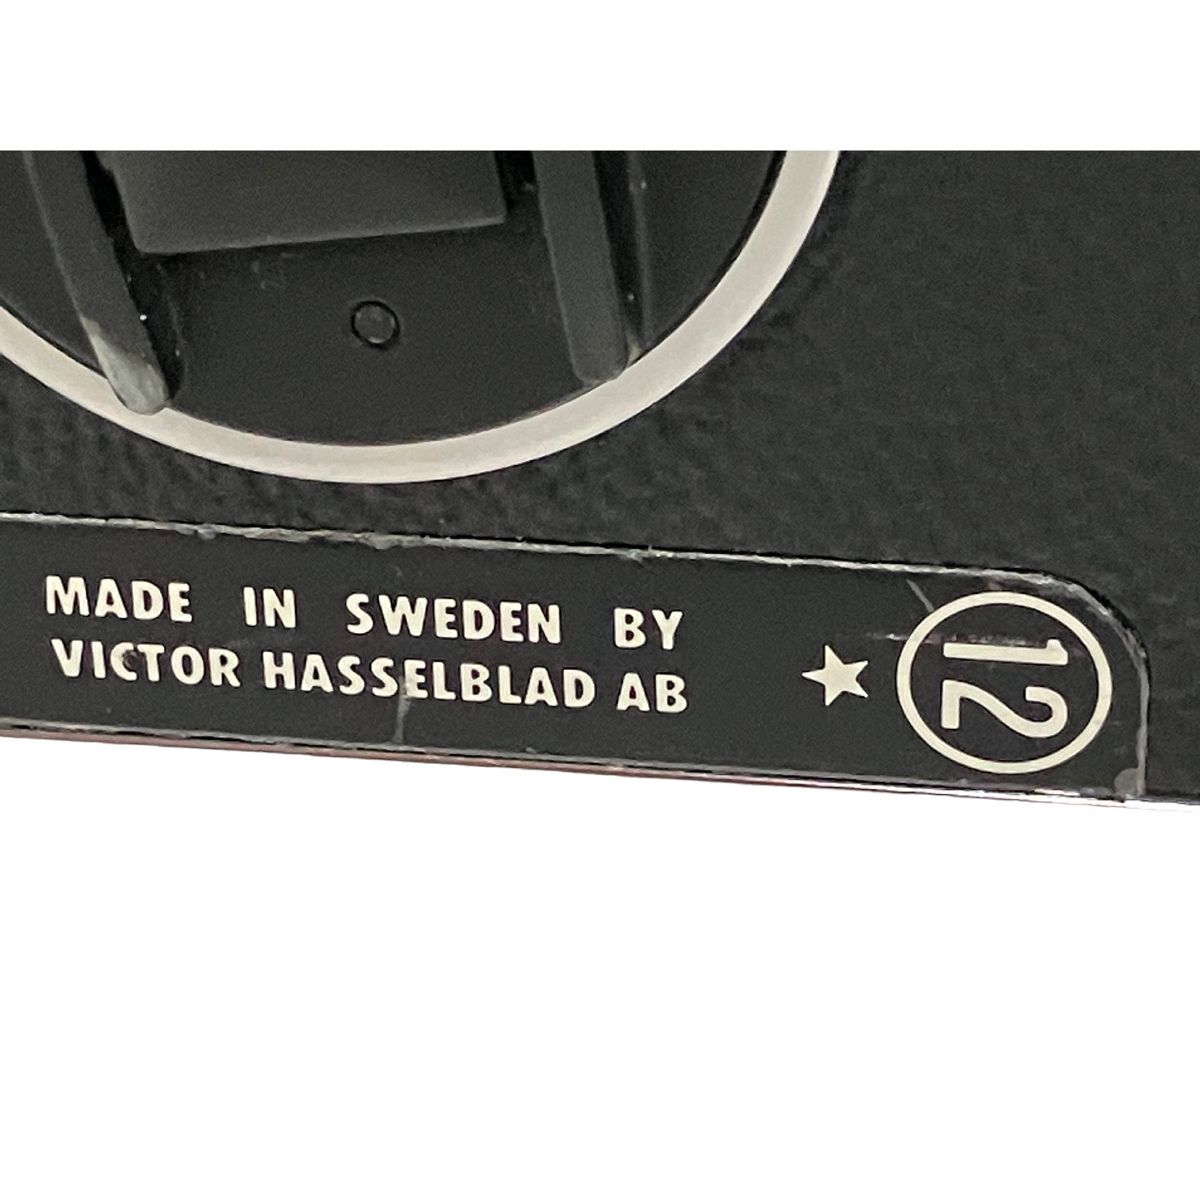 MADE IN SWEDEN BY
VICTOR HASSELBLAD AB
12